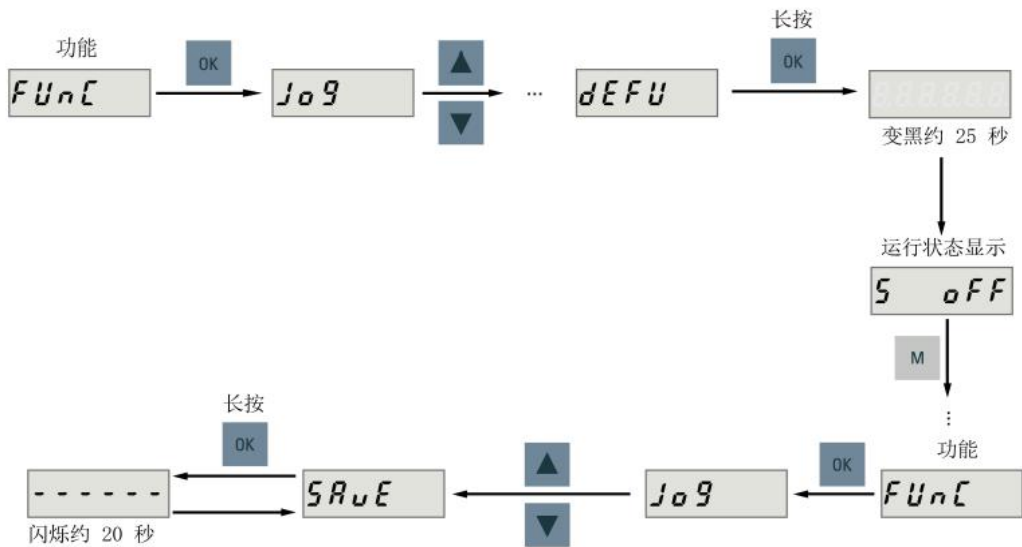 功能
FUnC
OK
Jog
...
dEFU
长按
OK
8.8.8.8.8.8.
变黑约 25 秒
运行状态显示
S oFF
M
...
功能
FUnC
OK
Jog
SAvE
长按
OK
------
闪烁约 20 秒